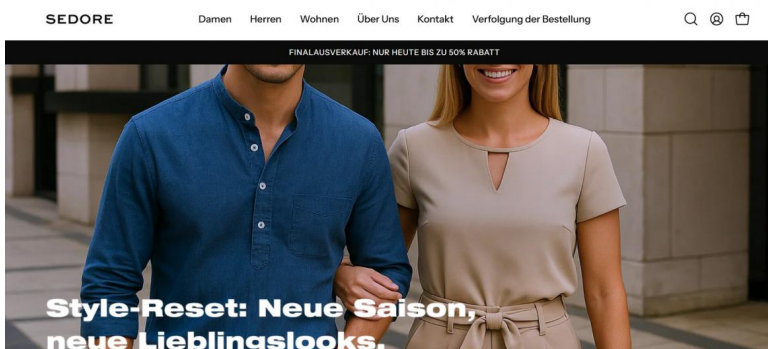 SEDORE
Damen Herren Wohnen Über Uns Kontakt Verfolgung der Bestellung
FINALAUSVERKAUF: NUR HEUTE BIS ZU 50% RABATT
Style-Reset: Neue Saison,
neue Lieblingslooks.